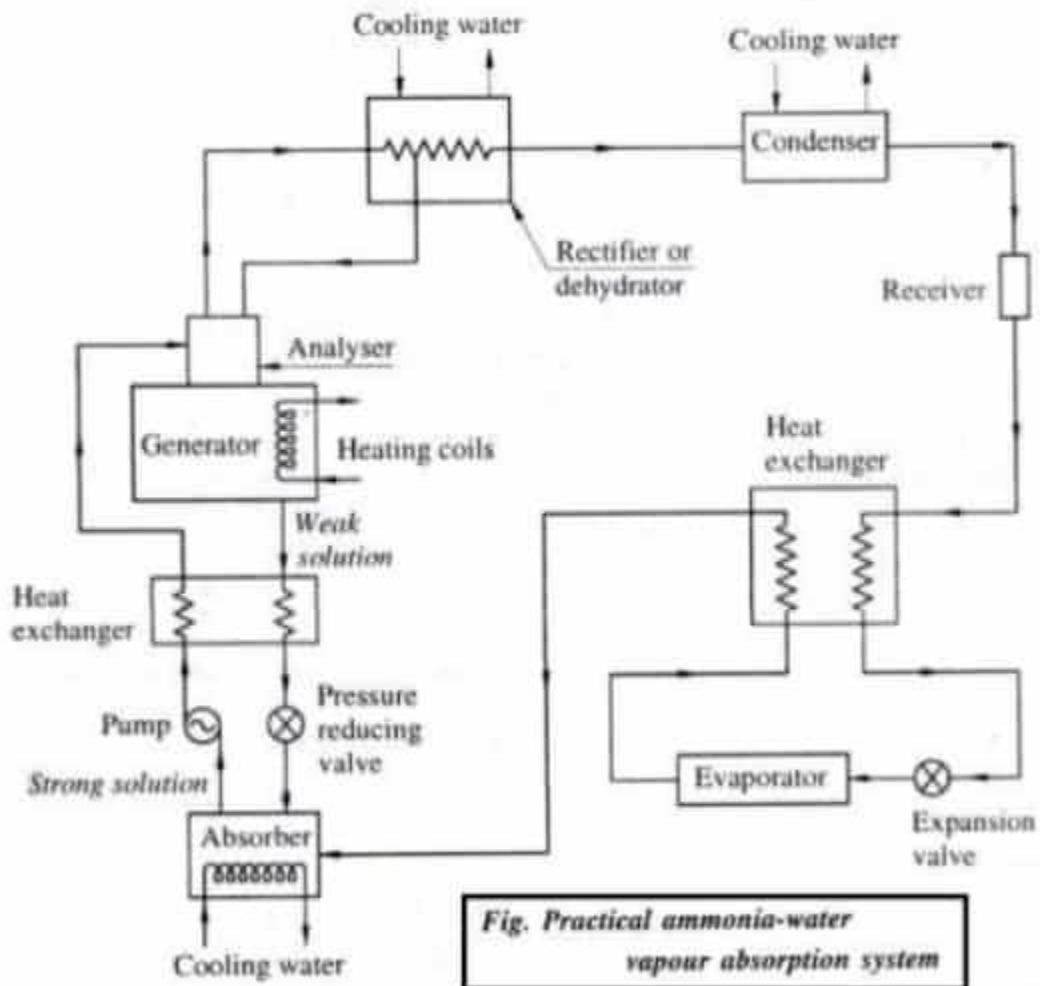 Cooling water
Cooling water
Condenser
Rectifier or
dehydrator
Receiver
Analyser
Generator
Heating coils
Heat
exchanger
Weak
solution
Heat
exchanger
Pressure
reducing
valve
Pump
Strong solution
Evaporator
Absorber
Expansion
valve
Cooling water
Fig. Practical ammonia-water
vapour absorption system